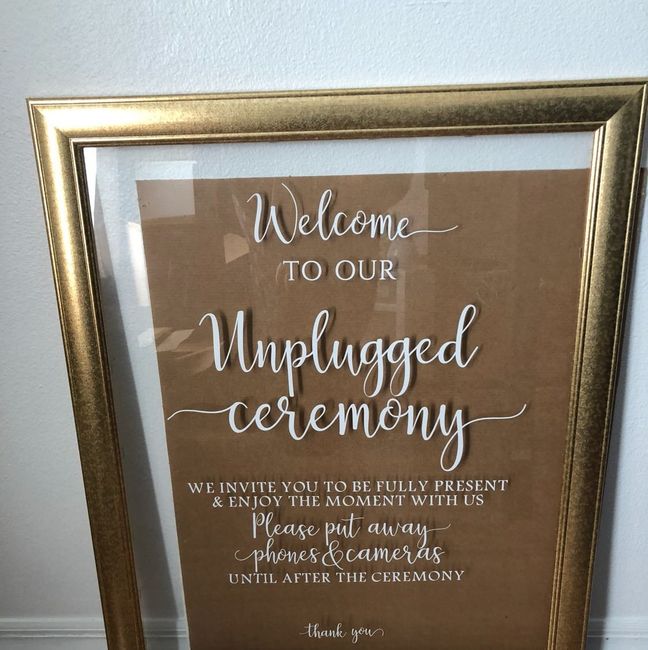 Welcome
TO OUR
Unplugged
ceremony
WE INVITE YOU TO BE FULLY PRESENT
& ENJOY THE MOMENT WITH US
Please put away
phones & cameras
UNTIL AFTER THE CEREMONY
thank you